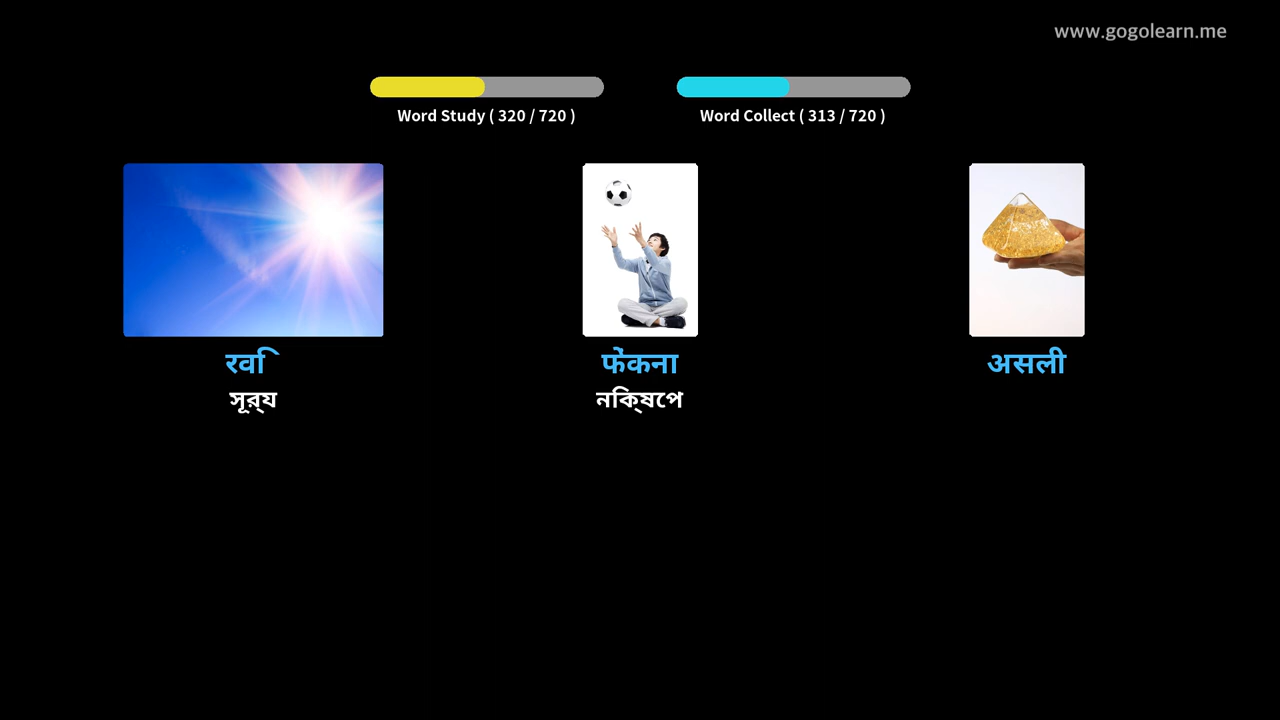 www.gogolearn.me
Word Study ( 320 / 720 )
Word Collect ( 313 / 720 )
रवि
फेंकना
असली
সূর্য
নিক্ষেপ